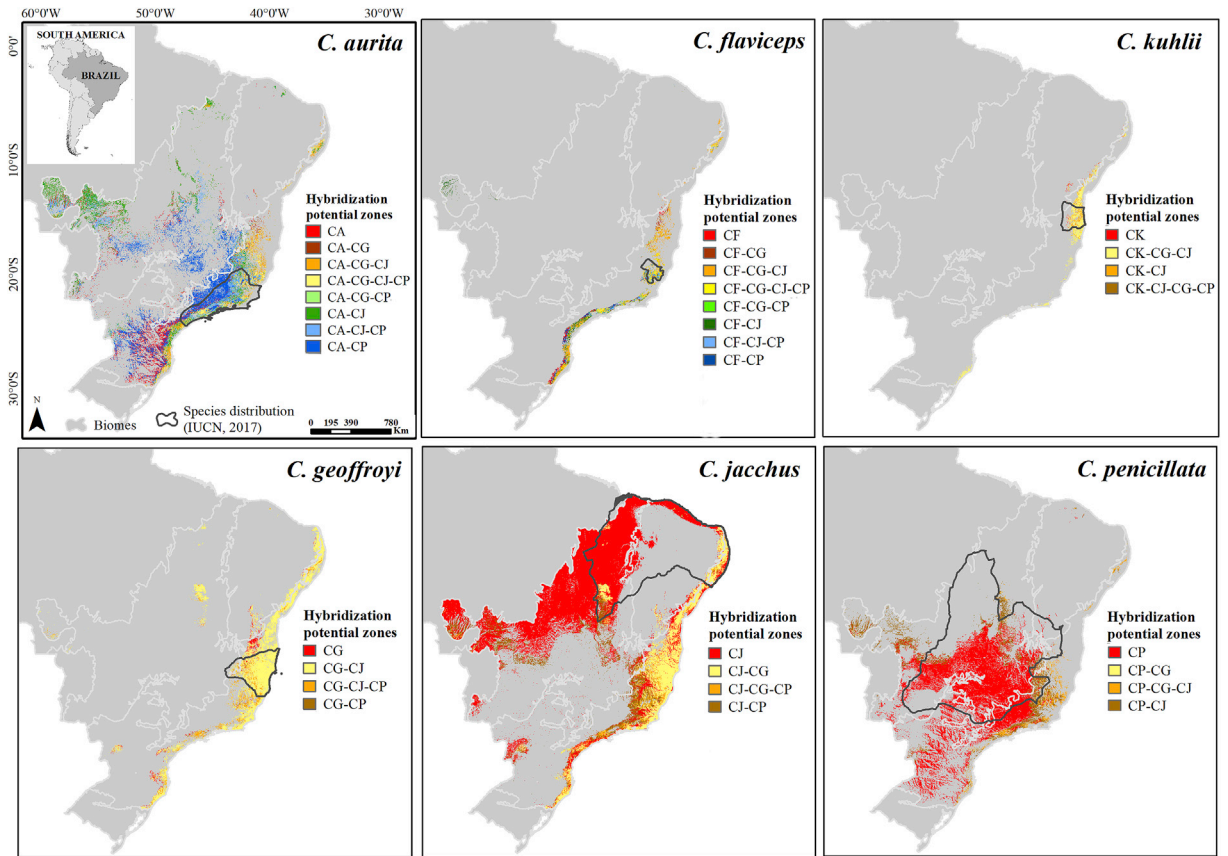 60°0'0"W 50°0'0"W 40°0'0"W 30°0'0"W
0°0'
10°0'S
20°0'S
30°0'S
SOUTH AMERICA
BRAZIL
C. aurita
Hybridization
potential zones
CA
CA-CG
CA-CG-CJ
CA-CG-CJ-CP
CA-CG-CP
CA-CJ
CA-CJ-CP
CA-CP
N
Biomes
Species distribution
(IUCN, 2017)
0 195 390 780
Km
C. flaviceps
Hybridization
potential zones
CF
CF-CG
CF-CG-CJ
CF-CG-CJ-CP
CF-CG-CP
CF-CJ
CF-CJ-CP
CF-CP
C. kuhlii
Hybridization
potential zones
CK
CK-CG-CJ
CK-CJ
CK-CJ-CG-CP
C. geoffroyi
Hybridization
potential zones
CG
CG-CJ
CG-CJ-CP
CG-CP
C. jacchus
Hybridization
potential zones
CJ
CJ-CG
CJ-CG-CP
CJ-CP
C. penicillata
Hybridization
potential zones
CP
CP-CG
CP-CG-CJ
CP-CJ